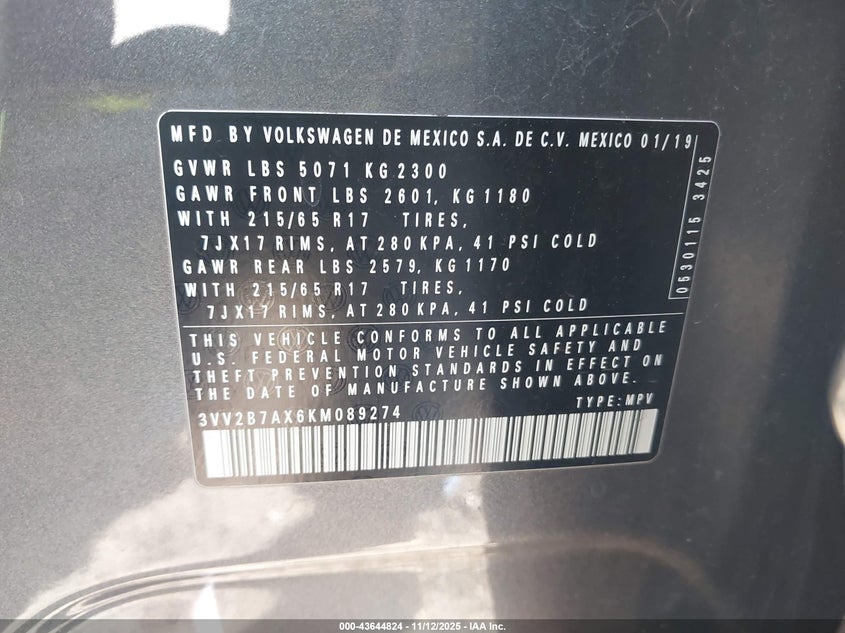 MFD BY VOLKSWAGEN DE MEXICO S.A. DE C.V. MEXICO 01/19
GVWR LBS 5071 KG 2300
GAWR FRONT LBS 2601, KG 1180
WITH 215/65 R17 TIRES,
7JX17 RIMS, AT 280 KPA, 41 PSI COLD
GAWR REAR LBS 2579, KG 1170
WITH 215/65 R17 TIRES,
7JX17 RIMS, AT 280 KPA, 41 PSI COLD
0530115 3425
THIS VEHICLE CONFORMS TO ALL APPLICABLE
U.S. FEDERAL MOTOR VEHICLE SAFETY AND
THEFT PREVENTION STANDARDS IN EFFECT ON
THE DATE OF MANUFACTURE SHOWN ABOVE.
3VV2B7AX6KM089274 TYPE: MPV
000-43644824 - 11/12/2025 - IAA Inc.